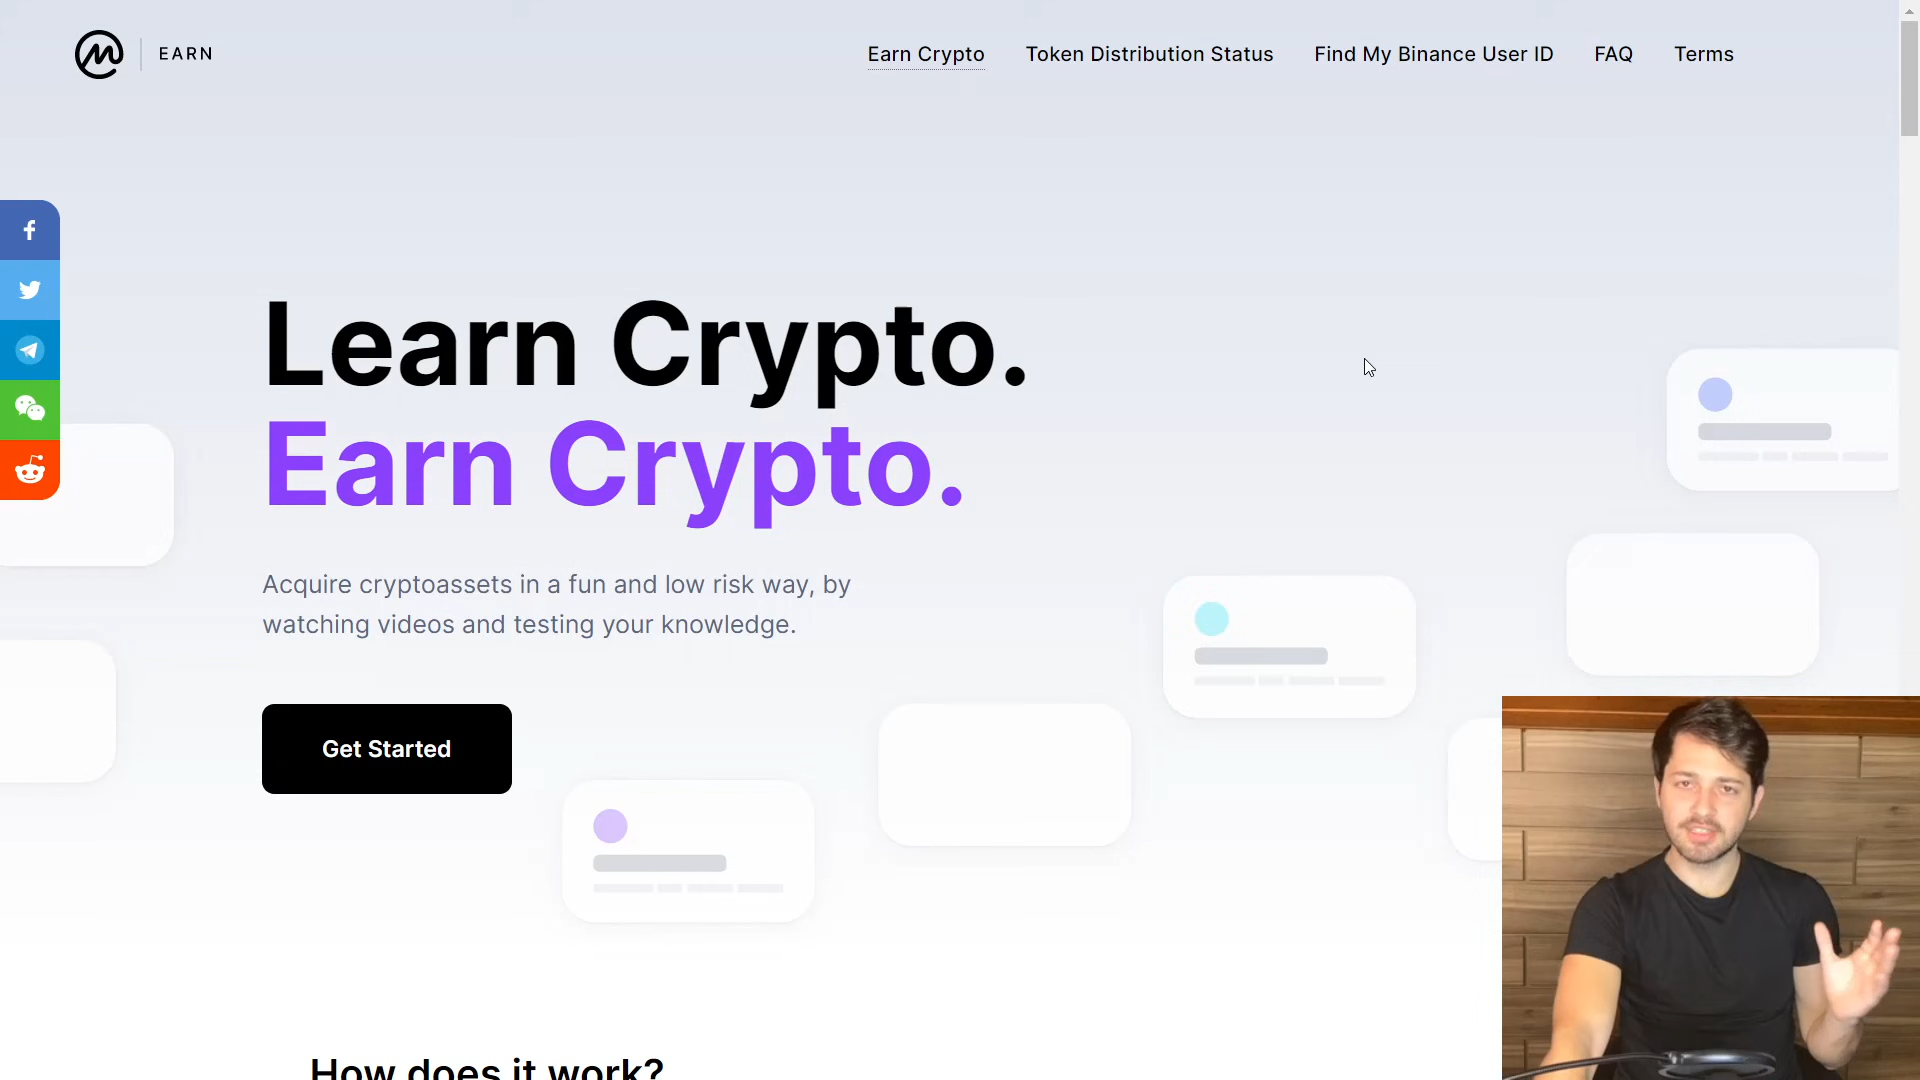 EARN
Earn Crypto
Token Distribution Status
Find My Binance User ID
FAQ
Terms
Learn Crypto.
Earn Crypto.
Acquire cryptoassets in a fun and low risk way, by
watching videos and testing your knowledge.
Get Started
How does it work?